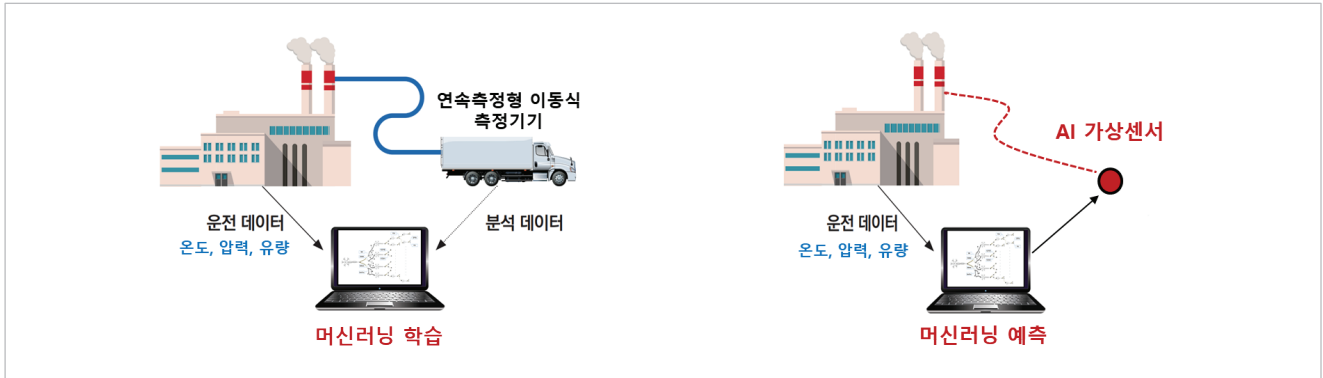 연속측정형 이동식
측정기기
운전 데이터
온도, 압력, 유량
분석 데이터
머신러닝 학습
AI 가상센서
운전 데이터
온도, 압력, 유량
머신러닝 예측